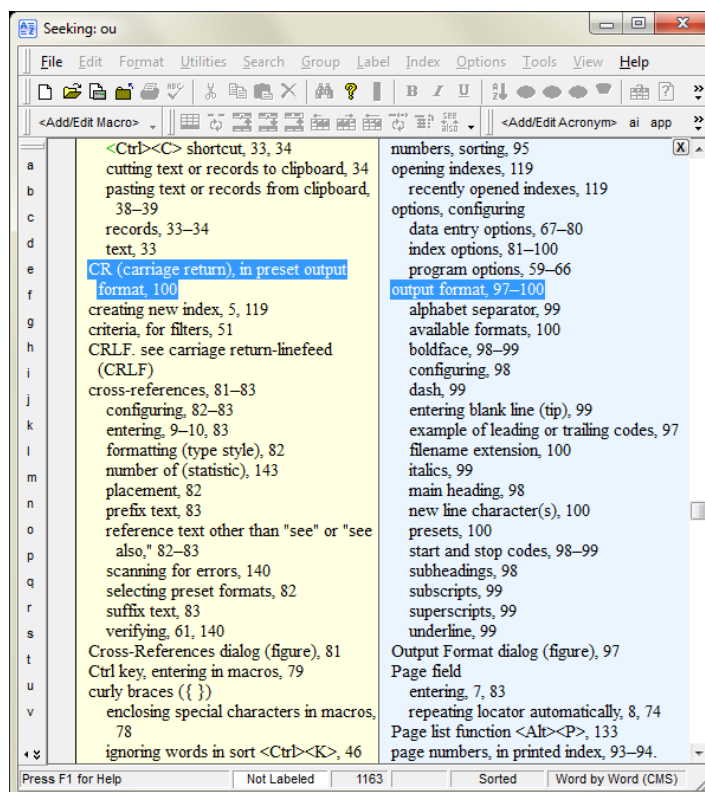 Seeking: ou
File Edit Format Utilities Search Group Label Index Options Tools View Help
ABC B I U ?
<Add/Edit Macro> see also <Add/Edit Acronym> ai app
a
b
c
d
e
f
g
h
i
j
k
l
m
n
o
p
q
r
s
t
u
v
<Ctrl><C> shortcut, 33, 34
cutting text or records to clipboard, 34
pasting text or records from clipboard,
38–39
records, 33–34
text, 33
CR (carriage return), in preset output
format, 100
creating new index, 5, 119
criteria, for filters, 51
CRLF. see carriage return-linefeed
(CRLF)
cross-references, 81–83
configuring, 82–83
entering, 9–10, 83
formatting (type style), 82
number of (statistic), 143
placement, 82
prefix text, 83
reference text other than "see" or "see
also," 82–83
scanning for errors, 140
selecting preset formats, 82
suffix text, 83
verifying, 61, 140
Cross-References dialog (figure), 81
Ctrl key, entering in macros, 79
curly braces ({ })
enclosing special characters in macros,
78
ignoring words in sort <Ctrl><K>, 46
numbers, sorting, 95
X
opening indexes, 119
recently opened indexes, 119
options, configuring
data entry options, 67–80
index options, 81–100
program options, 59–66
output format, 97–100
alphabet separator, 99
available formats, 100
boldface, 98–99
configuring, 98
dash, 99
entering blank line (tip), 99
example of leading or trailing codes, 97
filename extension, 100
italics, 99
main heading, 98
new line character(s), 100
presets, 100
start and stop codes, 98–99
subheadings, 98
subscripts, 99
superscripts, 99
underline, 99
Output Format dialog (figure), 97
Page field
entering, 7, 83
repeating locator automatically, 8, 74
Page list function <Alt><P>, 133
page numbers, in printed index, 93–94.
Press F1 for Help Not Labeled 1163 Sorted Word by Word (CMS)